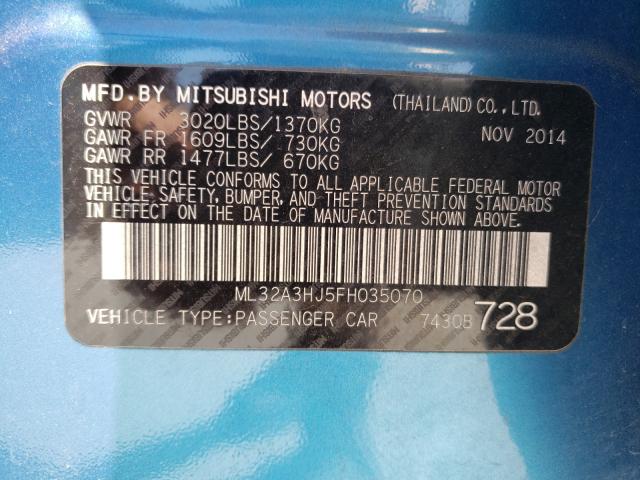 MFD.BY MITSUBISHI MOTORS (THAILAND)CO.,LTD.
GVWR 3020LBS/1370KG NOV 2014
GAWR FR 1609LBS/ 730KG
GAWR RR 1477LBS/ 670KG
THIS VEHICLE CONFORMS TO ALL APPLICABLE FEDERAL MOTOR
VEHICLE SAFETY, BUMPER, AND THEFT PREVENTION STANDARDS
IN EFFECT ON THE DATE OF MANUFACTURE SHOWN ABOVE.
ML32A3HJ5FH035070
VEHICLE TYPE:PASSENGER CAR 7430B 728